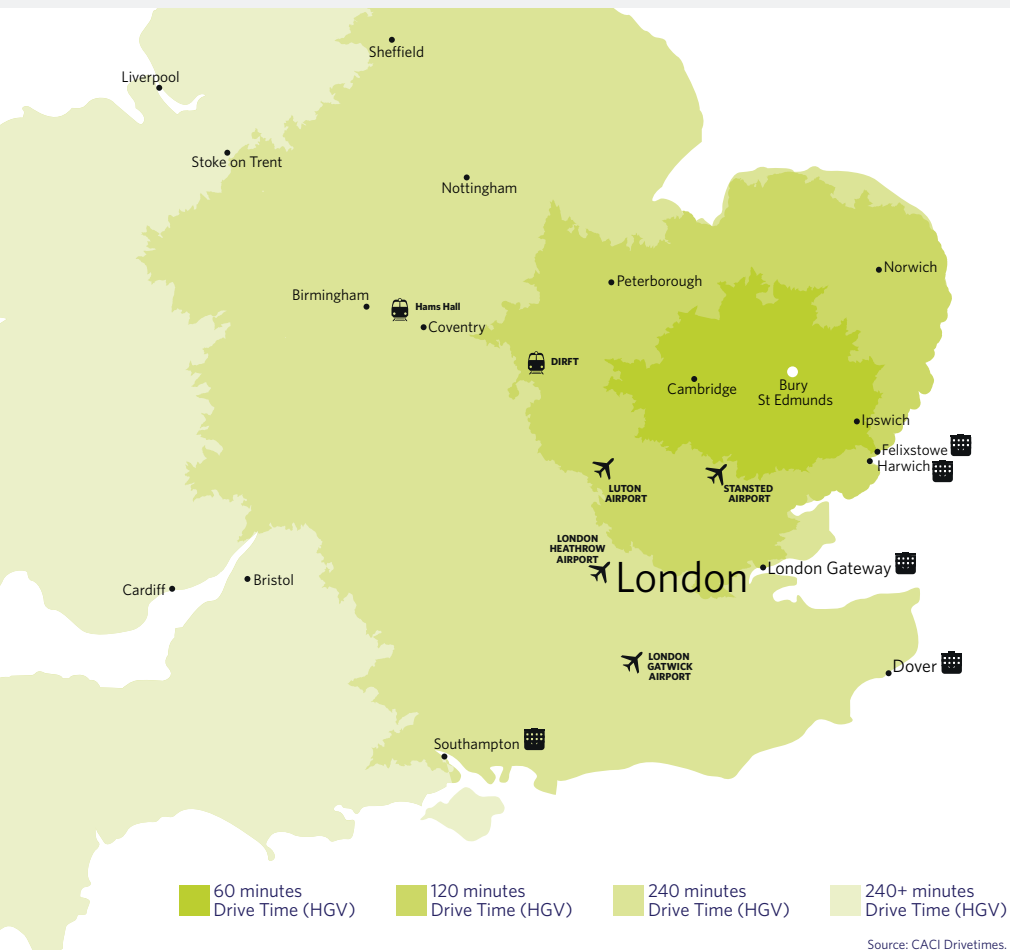 Sheffield
Liverpool
Stoke on Trent
Nottingham
Norwich
Peterborough
Birmingham
Hams Hall
Coventry
DIRFT
Cambridge
Bury
St Edmunds
Ipswich
Felixstowe
Harwich
LUTON
AIRPORT
STANSTED
AIRPORT
LONDON
HEATHROW
AIRPORT
London
London Gateway
Cardiff
Bristol
LONDON
GATWICK
AIRPORT
Dover
Southampton
60 minutes
Drive Time (HGV)
120 minutes
Drive Time (HGV)
240 minutes
Drive Time (HGV)
240+ minutes
Drive Time (HGV)
Source: CACI Drivetimes.